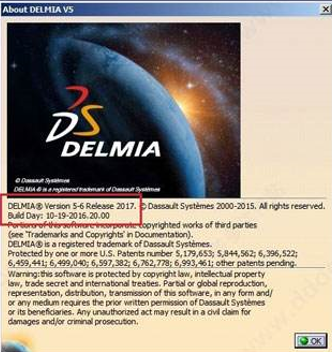 About DELMIA V5
DS
DELMIA
© Dassault Systèmes
DELMIA ® is a registered trademark of Dassault Systèmes.
DELMIA® Version 5-6 Release 2017. © Dassault Systèmes 2000-2015. All rights reserved.
Build Day: 10-19-2016.20.00
Portions of this software incorporate copyrighted works of third parties
(see 'Trademarks and Copyrights' in Documentation).
DELMIA® is a registered trademark of Dassault Systèmes.
Protected by one or more U.S. Patents number 5,179,653; 5,844,562; 6,396,522;
6,459,441; 6,499,040; 6,597,382; 6,762,778; 6,993,461; other patents pending.
Warning:this software is protected by copyright law, intellectual property
law, trade secret and international treaties. Partial or global reproduction,
representation, distribution, transmission of this software, in any form and/
or any medium requires the prior written permission of Dassault Systèmes
or its beneficiaries. Any unauthorized act may result in a civil claim for
damages and/or criminal prosecution.
OK